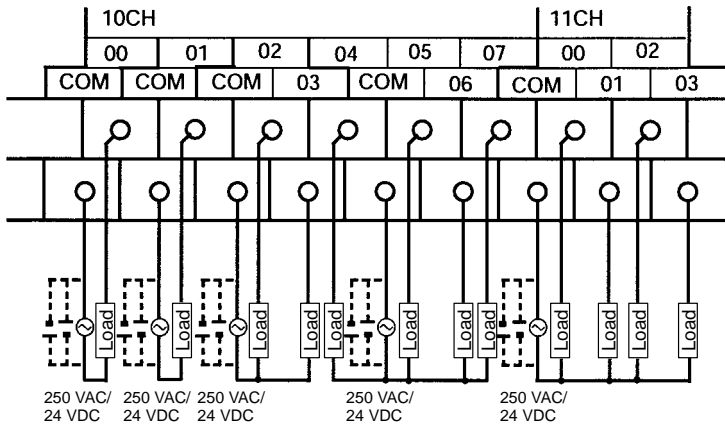 10CH 11CH
00 01 02 04 05 07 00 02
COM COM COM 03 COM 06 COM 01 03
Load Load Load Load Load Load Load Load Load Load Load Load
250 VAC/ 250 VAC/ 250 VAC/ 250 VAC/ 250 VAC/
24 VDC 24 VDC 24 VDC 24 VDC 24 VDC